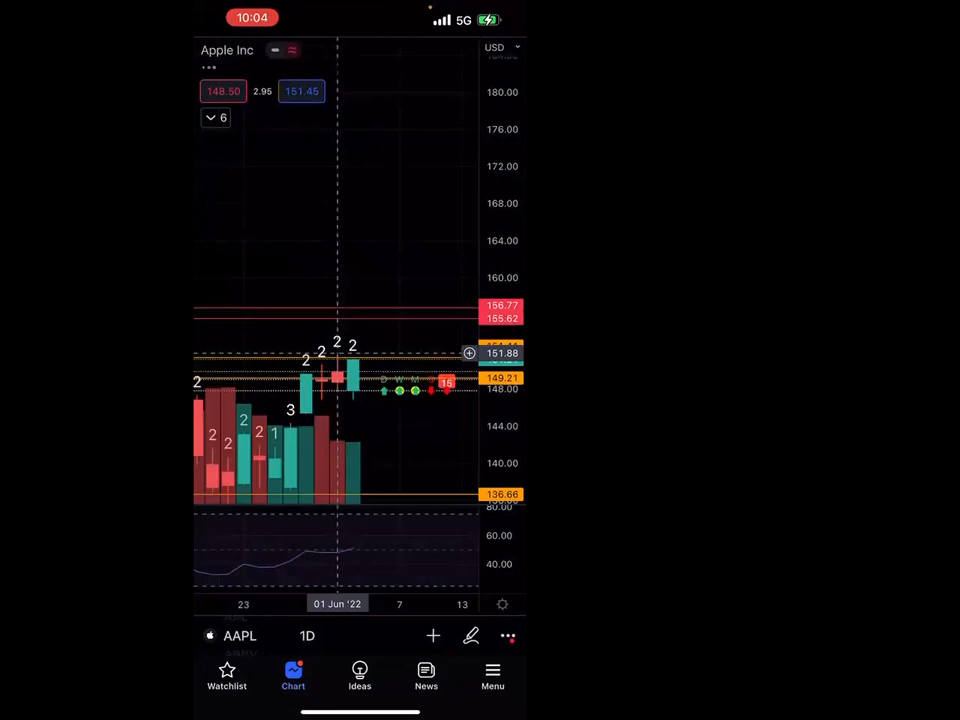 10:04
5G
Apple Inc
USD
148.50 2.95 151.45
6
180.00
176.00
172.00
168.00
164.00
160.00
156.77
155.62
151.88
149.21
148.00
144.00
140.00
136.66
80.00
60.00
40.00
2 2 2 2
2
3
2 2 2 2 1
D W M
15
23 01 Jun '22 7 13
AAPL 1D
Watchlist Chart Ideas News Menu